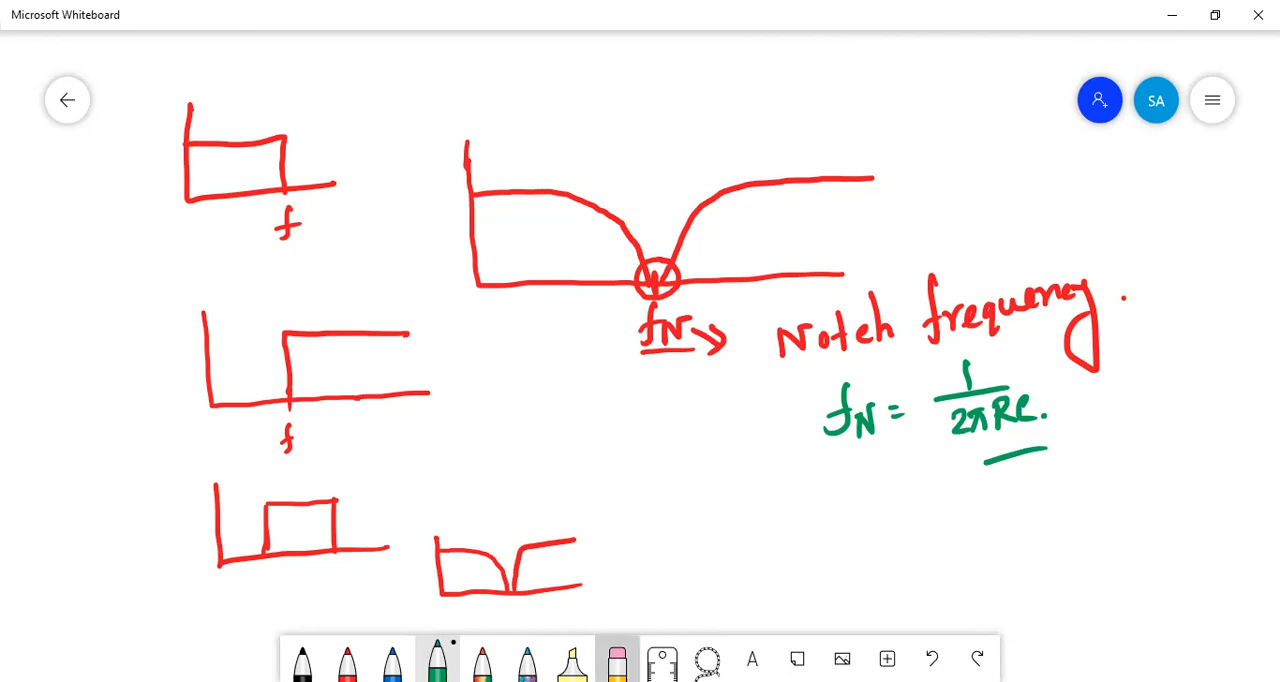 Microsoft Whiteboard
SA
f
fN → Notch frequency.
fN = 1/2πRC.
f
A